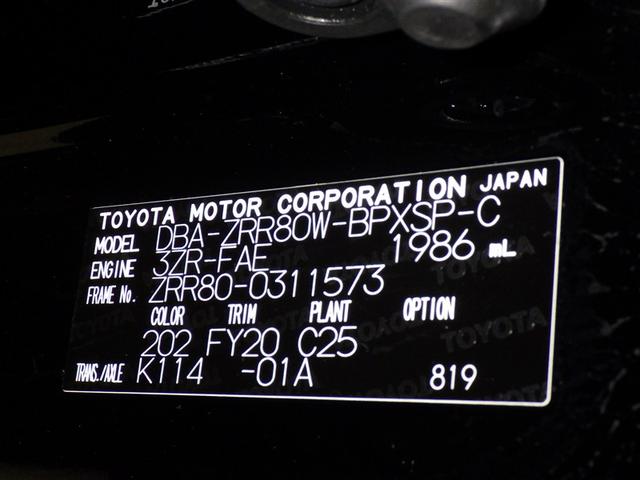 TOYOTA MOTOR CORPORATION JAPAN
MODEL DBA-ZRR80W-BPXSP-C
ENGINE 3ZR-FAE 1986 mL
FRAME No. ZRR80-0311573
COLOR TRIM PLANT OPTION
202 FY20 C25
TRANS./AXLE K114 -01A 819